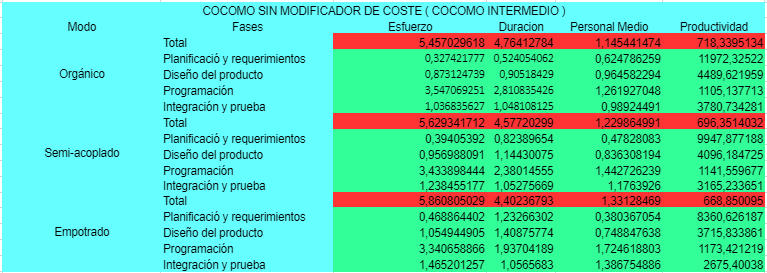 COCOMO SIN MODIFICADOR DE COSTE ( COCOMO INTERMEDIO )
Modo Fases Esfuerzo Duracion Personal Medio Productividad
Total 5,457029618 4,76412784 1,145441474 718,3395134
Planificació y requerimientos 0,327421777 0,524054062 0,624786259 11972,32522
Orgánico Diseño del producto 0,873124739 0,90518429 0,964582294 4489,621959
Programación 3,547069251 2,810835426 1,261927048 1105,137713
Integración y prueba 1,036835627 1,048108125 0,98924491 3780,734281
Total 5,629341712 4,57720299 1,229864991 696,3514032
Planificació y requerimientos 0,39405392 0,82389654 0,47828083 9947,877188
Semi-acoplado Diseño del producto 0,956988091 1,14430075 0,836308194 4096,184725
Programación 3,433898444 2,38014555 1,442726239 1141,559677
Integración y prueba 1,238455177 1,05275669 1,1763926 3165,233651
Total 5,860805029 4,40236793 1,33128469 668,850095
Planificació y requerimientos 0,468864402 1,23266302 0,380367054 8360,626187
Empotrado Diseño del producto 1,054944905 1,40875774 0,748847638 3715,833861
Programación 3,340658866 1,93704189 1,724618803 1173,421219
Integración y prueba 1,465201257 1,0565683 1,386754886 2675,40038